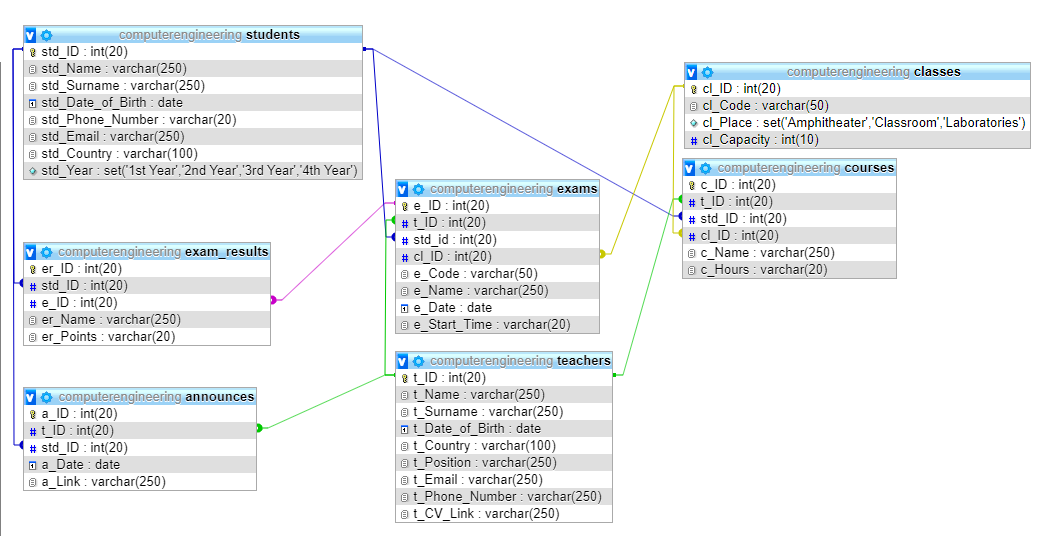 computerengineering students
std_ID : int(20)
std_Name : varchar(250)
std_Surname : varchar(250)
std_Date_of_Birth : date
std_Phone_Number : varchar(20)
std_Email : varchar(250)
std_Country : varchar(100)
std_Year : set('1st Year','2nd Year','3rd Year','4th Year')
computerengineering exam_results
er_ID : int(20)
std_ID : int(20)
e_ID : int(20)
er_Name : varchar(250)
er_Points : varchar(20)
computerengineering announces
a_ID : int(20)
t_ID : int(20)
std_ID : int(20)
a_Date : date
a_Link : varchar(250)
computerengineering exams
e_ID : int(20)
t_ID : int(20)
std_id : int(20)
cl_ID : int(20)
e_Code : varchar(50)
e_Name : varchar(250)
e_Date : date
e_Start_Time : varchar(20)
computerengineering teachers
t_ID : int(20)
t_Name : varchar(250)
t_Surname : varchar(250)
t_Date_of_Birth : date
t_Country : varchar(100)
t_Position : varchar(250)
t_Email : varchar(250)
t_Phone_Number : varchar(250)
t_CV_Link : varchar(250)
computerengineering classes
cl_ID : int(20)
cl_Code : varchar(50)
cl_Place : set('Amphitheater','Classroom','Laboratories')
cl_Capacity : int(10)
computerengineering courses
c_ID : int(20)
t_ID : int(20)
std_ID : int(20)
cl_ID : int(20)
c_Name : varchar(250)
c_Hours : varchar(20)